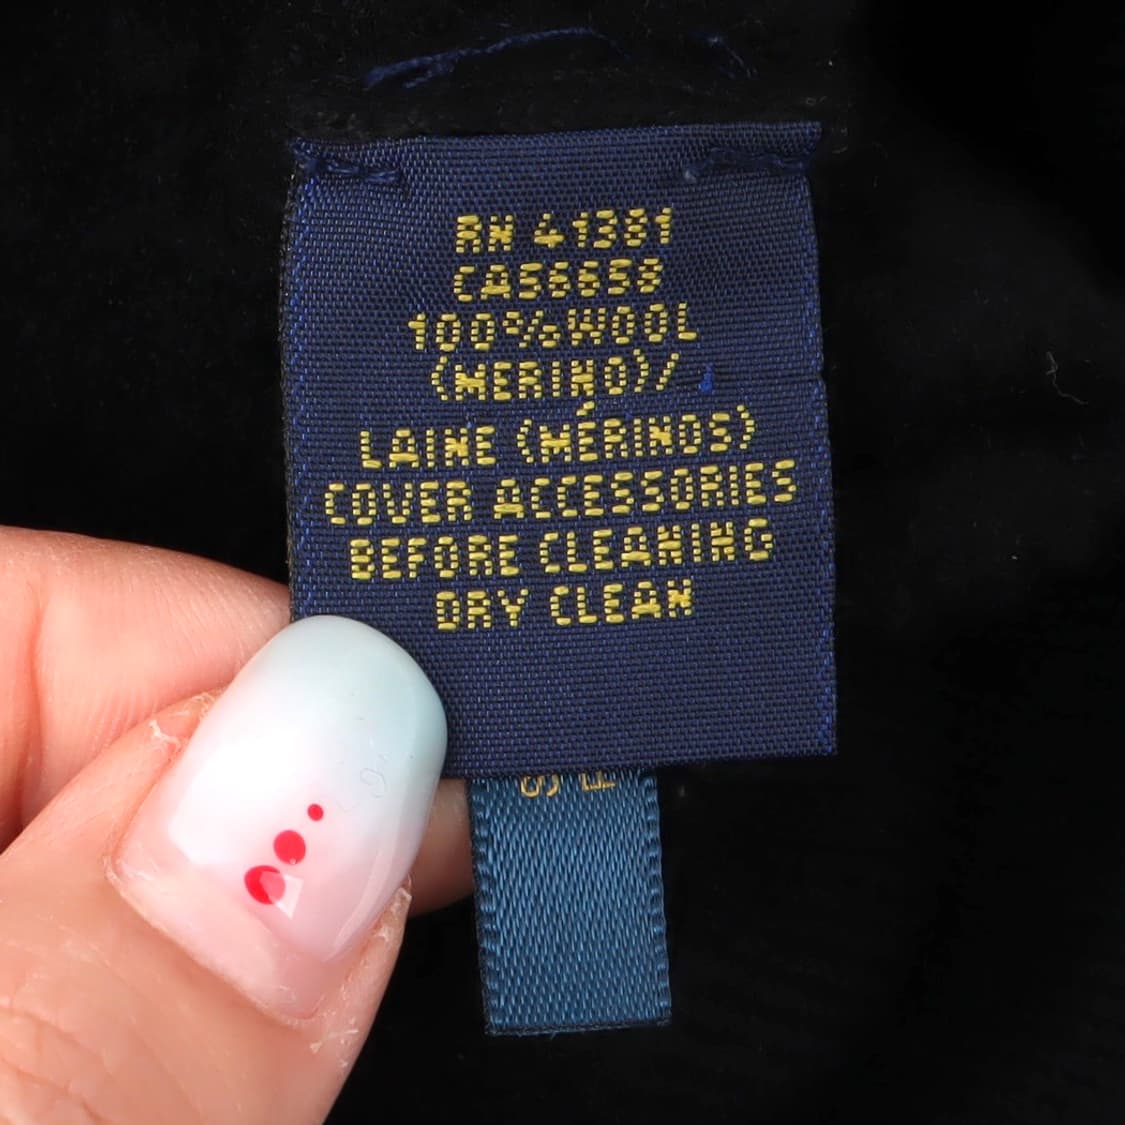 RN 41381
CA56658
100%WOOL
(MERINO)/
LAINE (MÉRINOS)
COVER ACCESSORIES
BEFORE CLEANING
DRY CLEAN